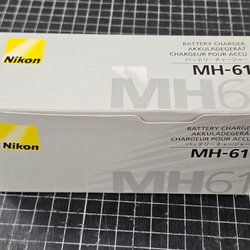 Nikon
BATTERY CHARGER
AKKULADEGERÄT
CHARGEUR POUR ACCU
バッテリーチャージャー
MH-61
MH61
Nikon
BATTERY CHARGER
AKKULADEGERÄT
CHARGEUR POUR ACCU
バッテリーチャージャー
MH-61
MH61